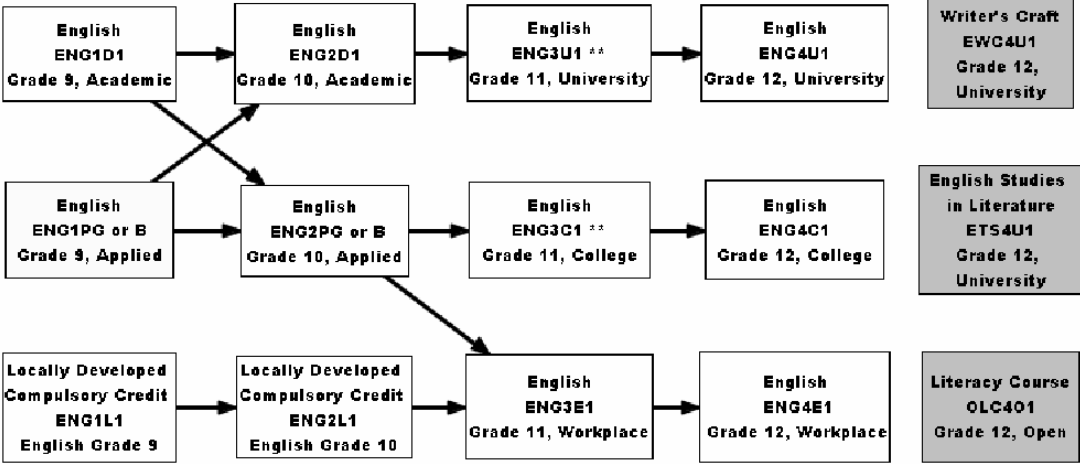 English
ENG1D1
Grade 9, Academic
English
ENG2D1
Grade 10, Academic
English
ENG3U1 **
Grade 11, University
English
ENG4U1
Grade 12, University
Writer's Craft
EWC4U1
Grade 12,
University
English
ENG1PG or B
Grade 9, Applied
English
ENG2PG or B
Grade 10, Applied
English
ENG3C1 **
Grade 11, College
English
ENG4C1
Grade 12, College
English Studies
in Literature
ETS4U1
Grade 12,
University
Locally Developed
Compulsory Credit
ENG1L1
English Grade 9
Locally Developed
Compulsory Credit
ENG2L1
English Grade 10
English
ENG3E1
Grade 11, Workplace
English
ENG4E1
Grade 12, Workplace
Literacy Course
OLC4O1
Grade 12, Open